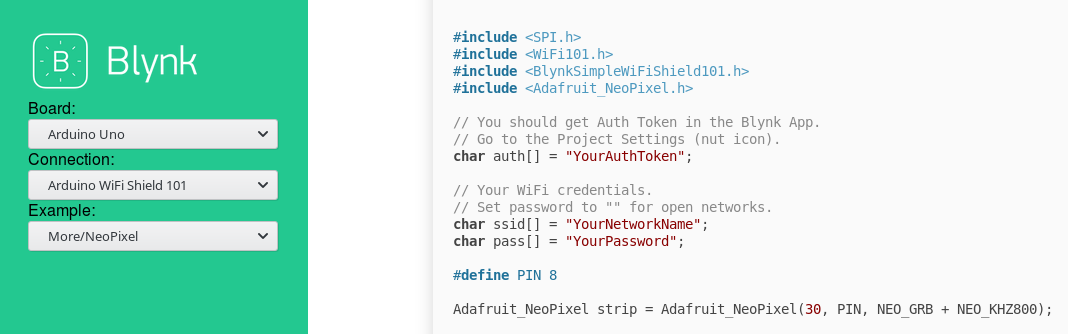 B Blynk
Board:
Arduino Uno
Connection:
Arduino WiFi Shield 101
Example:
More/NeoPixel
#include <SPI.h>
#include <WiFi101.h>
#include <BlynkSimpleWiFiShield101.h>
#include <Adafruit_NeoPixel.h>
// You should get Auth Token in the Blynk App.
// Go to the Project Settings (nut icon).
char auth[] = "YourAuthToken";
// Your WiFi credentials.
// Set password to "" for open networks.
char ssid[] = "YourNetworkName";
char pass[] = "YourPassword";
#define PIN 8
Adafruit_NeoPixel strip = Adafruit_NeoPixel(30, PIN, NEO_GRB + NEO_KHZ800);